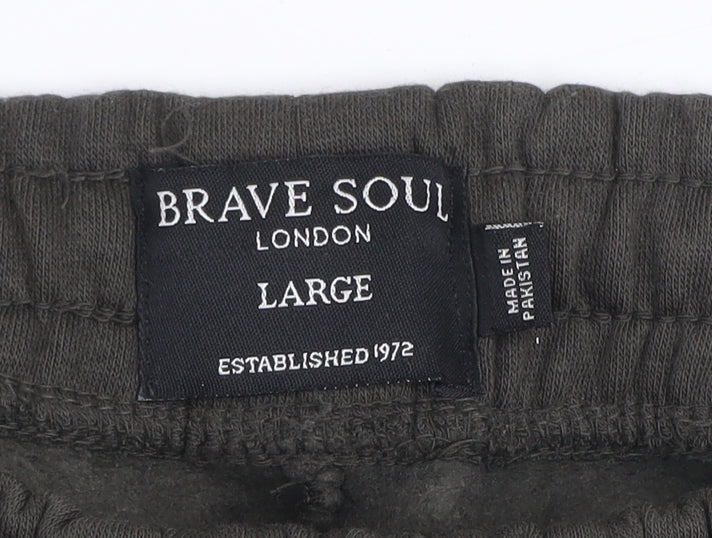 BRAVE SOUL
LONDON
LARGE
ESTABLISHED 1972
MADE IN
PAKISTAN